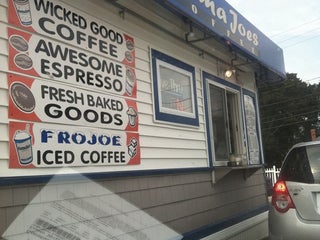 WICKED GOOD
COFFEE
AWESOME
ESPRESSO
FRESH BAKED
GOODS
FROJOE
ICED COFFEE
Joes